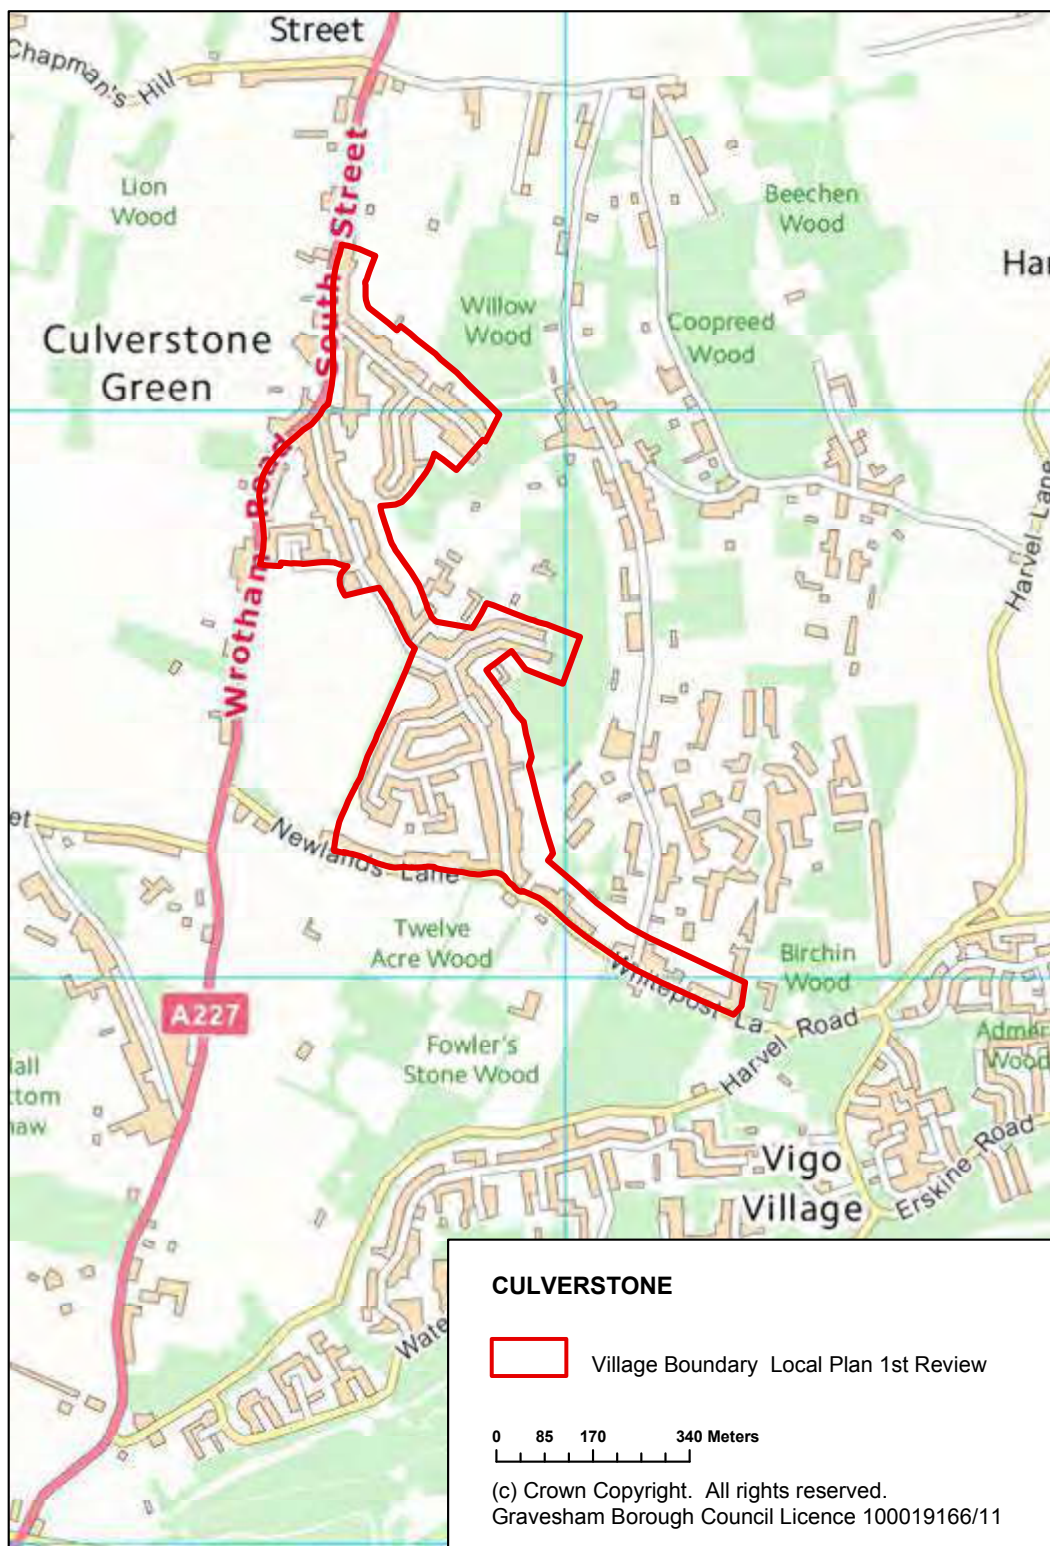 Street
Chapman's Hill
Lion
Wood
South Street
Beechen
Wood
Har
Willow
Wood
Coopreed
Wood
Culverstone
Green
Wrotham Road
Harvel Lane
et
Newlands Lane
Twelve
Acre Wood
Birchin
Wood
Whitepost La
A227
Harvel Road
Fowler's
Stone Wood
Vigo
Village
Erskine Road
Wate
CULVERSTONE
Village Boundary Local Plan 1st Review
0 85 170 340 Meters
(c) Crown Copyright. All rights reserved.
Gravesham Borough Council Licence 100019166/11